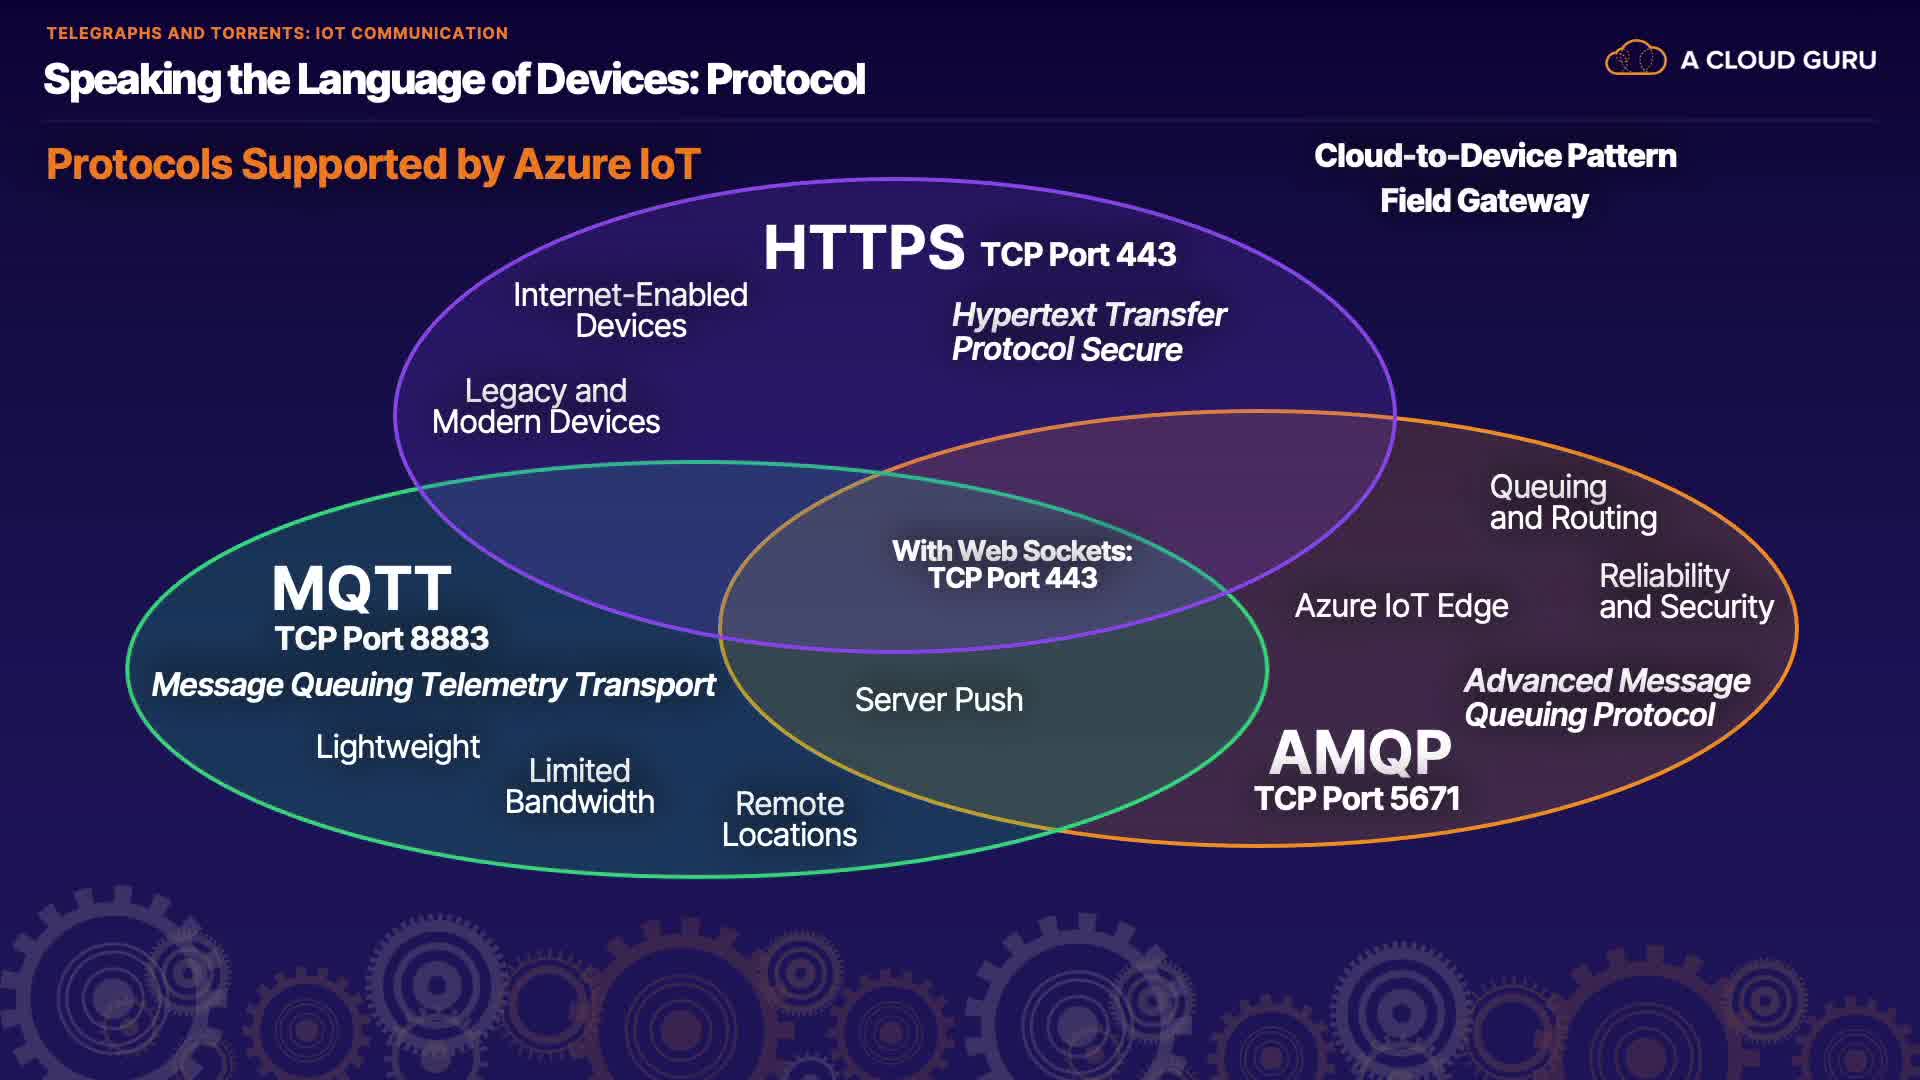 TELEGRAPHS AND TORRENTS: IOT COMMUNICATION
Speaking the Language of Devices: Protocol
A CLOUD GURU
Protocols Supported by Azure IoT
Cloud-to-Device Pattern
Field Gateway
HTTPS TCP Port 443
Internet-Enabled
Devices
Hypertext Transfer
Protocol Secure
Legacy and
Modern Devices
With Web Sockets:
TCP Port 443
Queuing
and Routing
Azure IoT Edge
Reliability
and Security
MQTT
TCP Port 8883
Message Queuing Telemetry Transport
Server Push
Advanced Message
Queuing Protocol
AMQP
TCP Port 5671
Lightweight
Limited
Bandwidth
Remote
Locations